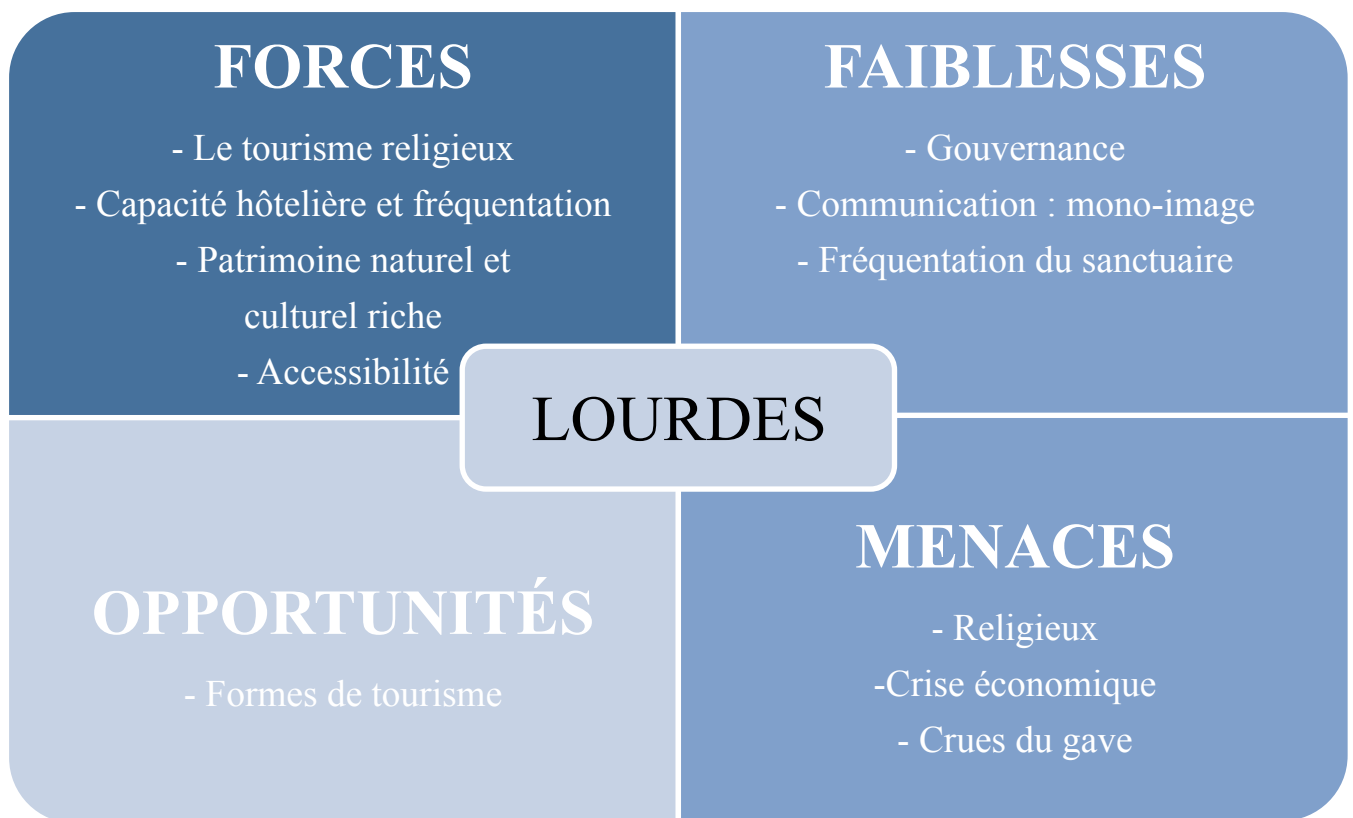 FORCES
- Le tourisme religieux
- Capacité hôtelière et fréquentation
- Patrimoine naturel et
culturel riche
- Accessibilité
FAIBLESSES
- Gouvernance
- Communication : mono-image
- Fréquentation du sanctuaire
LOURDES
OPPORTUNITÉS
- Formes de tourisme
MENACES
- Religieux
-Crise économique
- Crues du gave